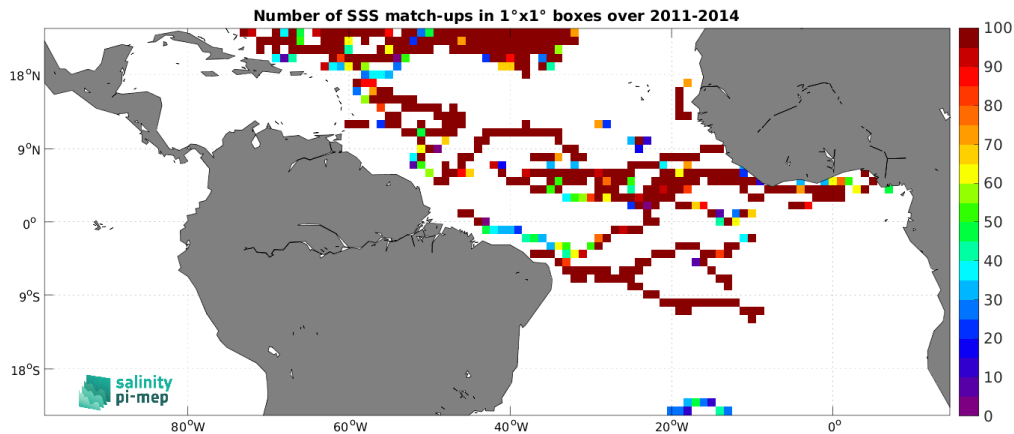 Number of SSS match-ups in 1°x1° boxes over 2011-2014
18°N
9°N
0°
9°S
18°S
80°W
60°W
40°W
20°W
0°
100
90
80
70
60
50
40
30
20
10
0
salinity
pi-mep